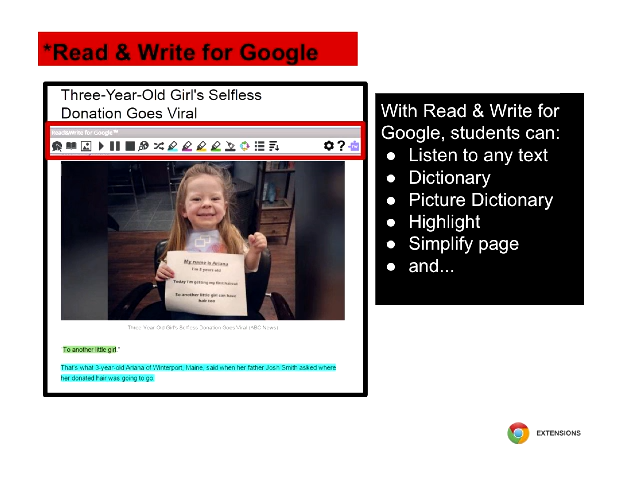 *Read & Write for Google
Three-Year-Old Girl's Selfless
Donation Goes Viral
Read&Write for Google™
?
My name is Ariana
I'm 3 years old
Today I'm getting my first haircut
So another little girl can have
hair too
Three-Year-Old Girl's Selfless Donation Goes Viral (ABC News)
"To another little girl."
That's what 3-year-old Ariana of Winterport, Maine, said when her father Josh Smith asked where
her donated hair was going to go.
With Read & Write for
Google, students can:
● Listen to any text
● Dictionary
● Picture Dictionary
● Highlight
● Simplify page
● and...
EXTENSIONS